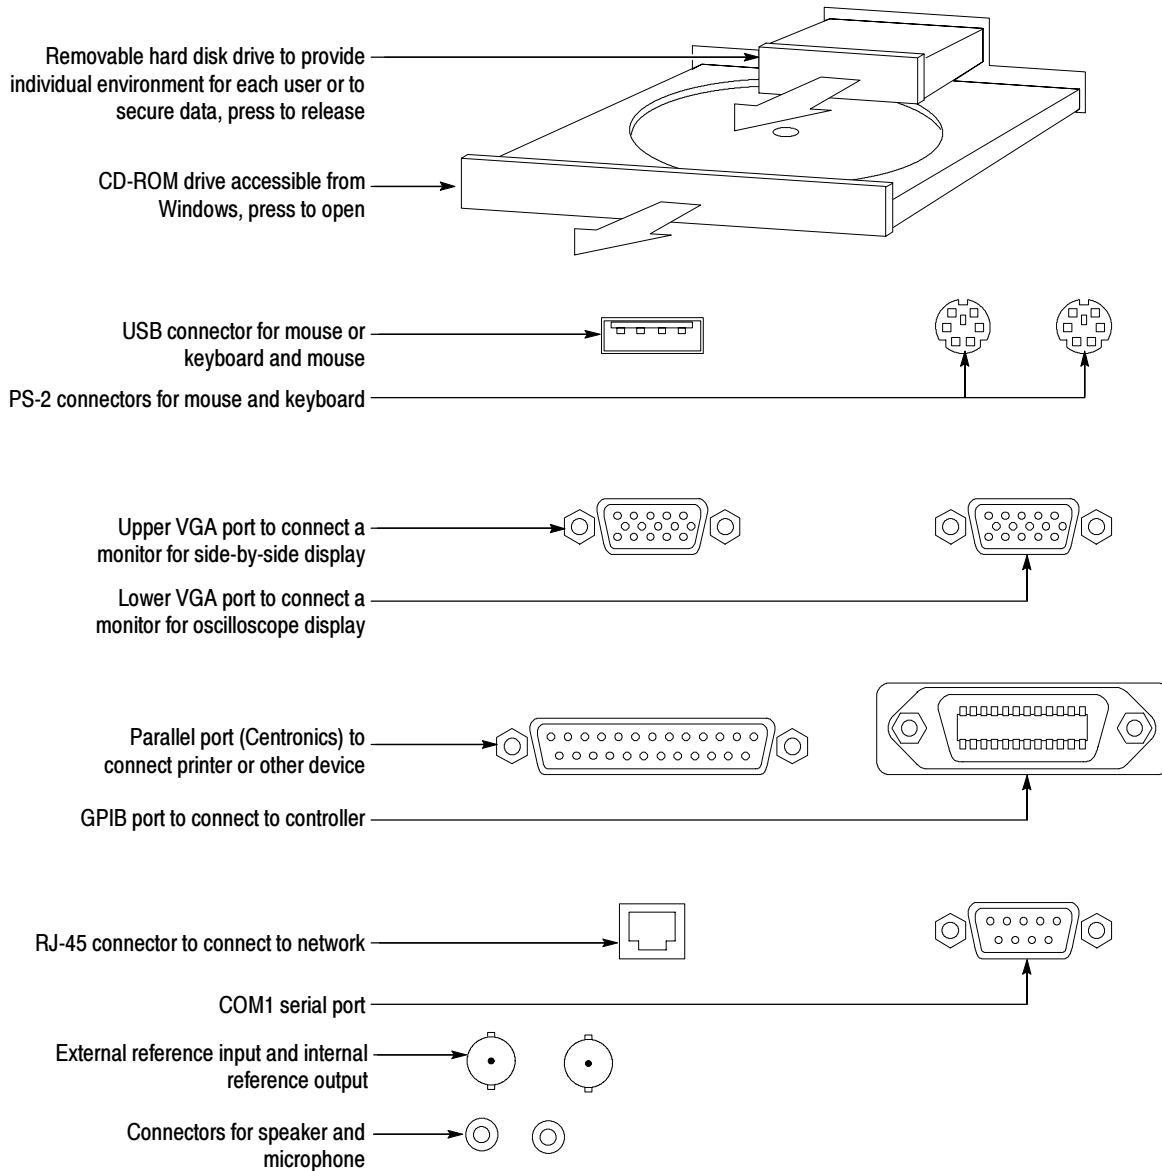 Removable hard disk drive to provide
individual environment for each user or to
secure data, press to release
CD-ROM drive accessible from
Windows, press to open
USB connector for mouse or
keyboard and mouse
PS-2 connectors for mouse and keyboard
Upper VGA port to connect a
monitor for side-by-side display
Lower VGA port to connect a
monitor for oscilloscope display
Parallel port (Centronics) to
connect printer or other device
GPIB port to connect to controller
RJ-45 connector to connect to network
COM1 serial port
External reference input and internal
reference output
Connectors for speaker and
microphone